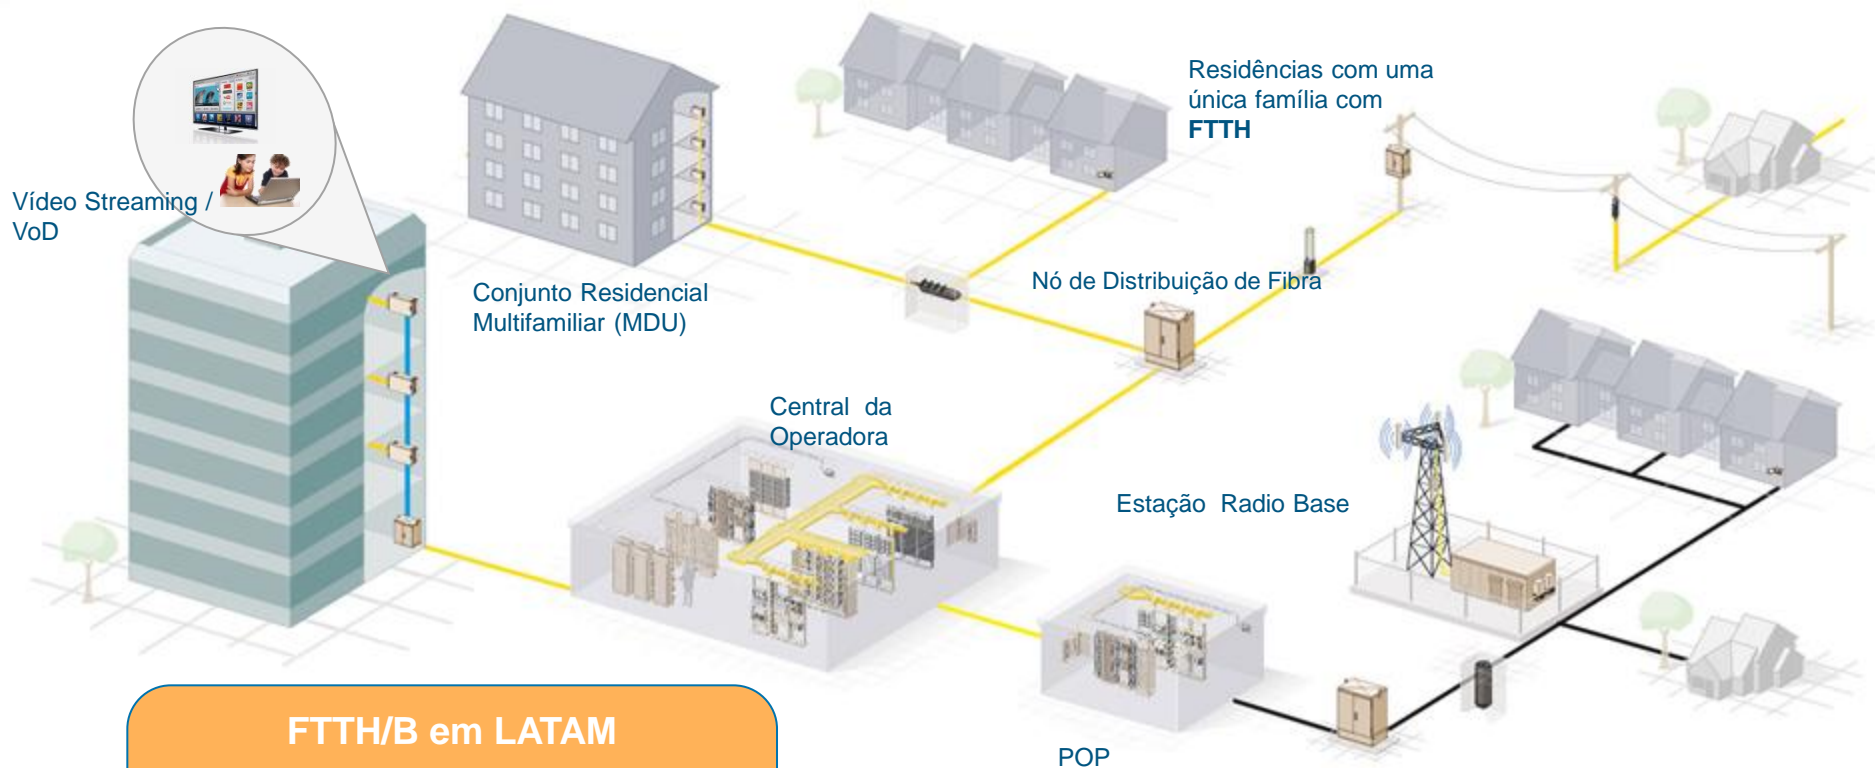 Residências com uma
única família com
FTTH
Vídeo Streaming /
VoD
Conjunto Residencial
Multifamiliar (MDU)
Nó de Distribuição de Fibra
Central da
Operadora
Estação Radio Base
FTTH/B em LATAM
POP